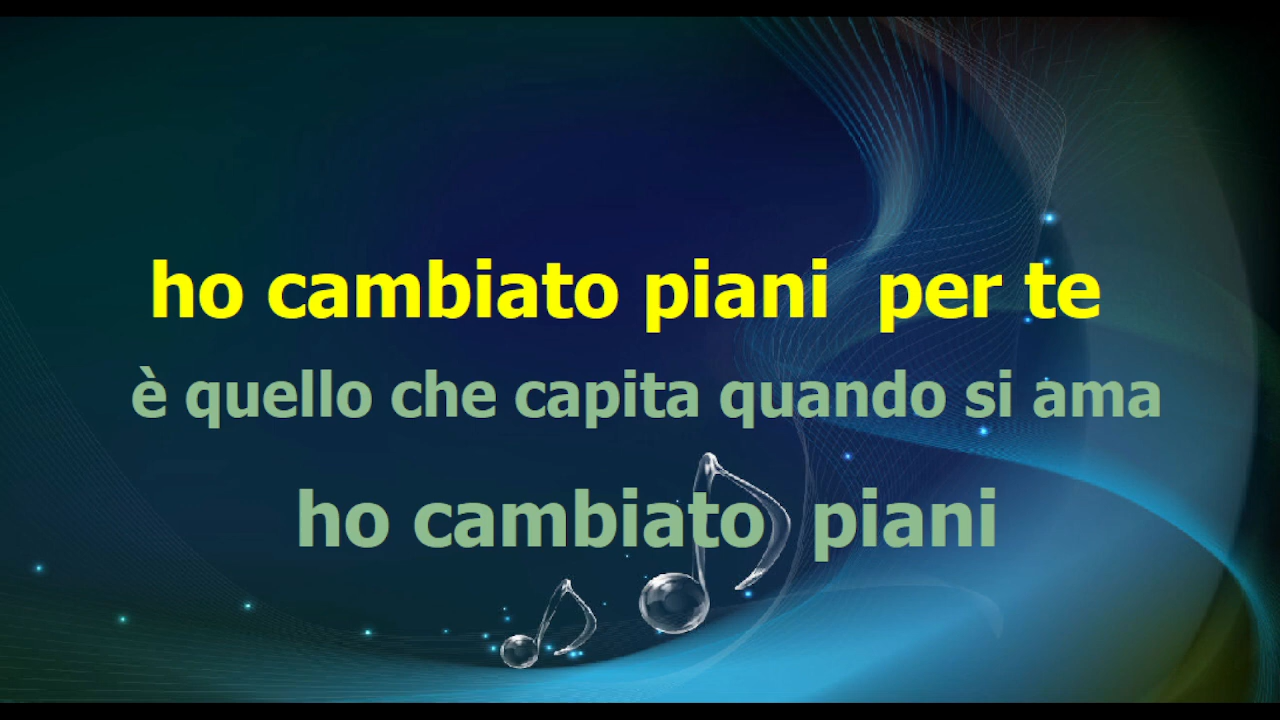 ho cambiato piani per te
è quello che capita quando si ama
ho cambiato piani